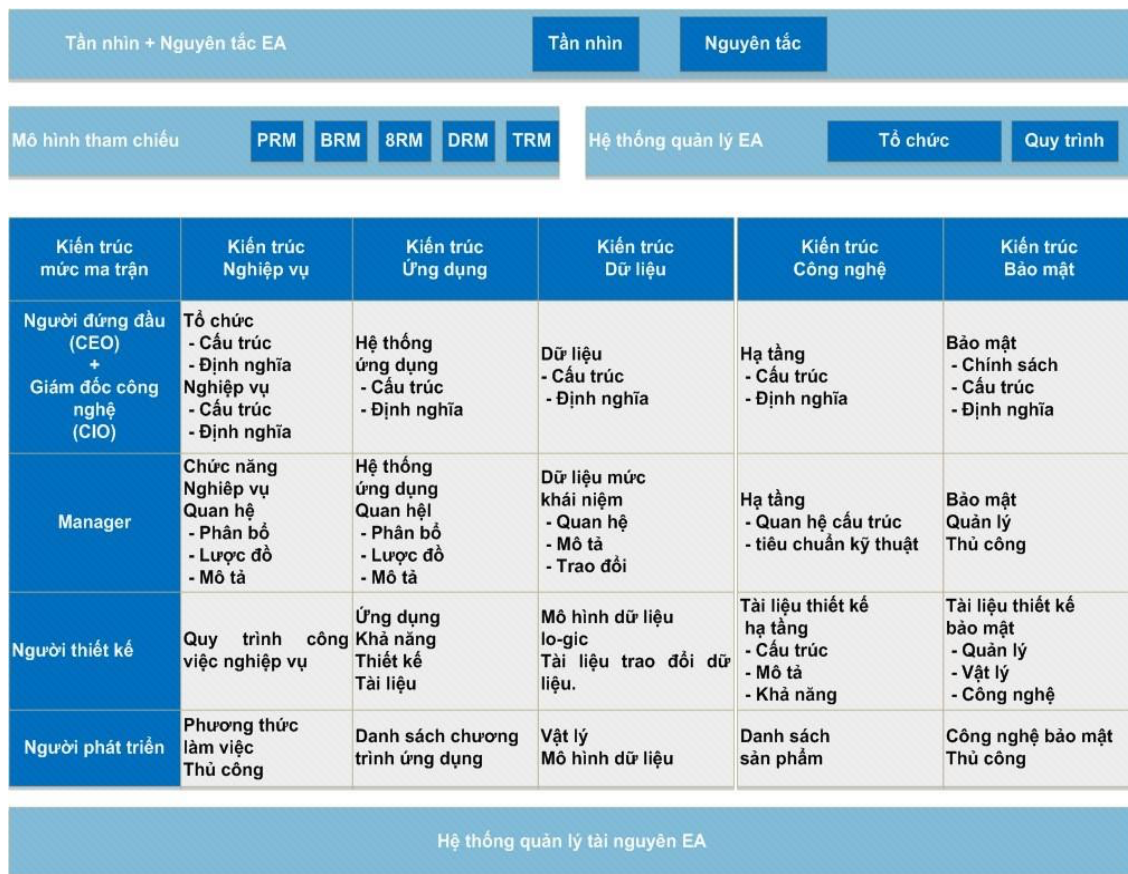 Tần nhìn + Nguyên tắc EA
Tần nhìn
Nguyên tắc
Mô hình tham chiếu
PRM
BRM
8RM
DRM
TRM
Hệ thống quản lý EA
Tổ chức
Quy trình
Kiến trúc
mức ma trận
Kiến trúc
Nghiệp vụ
Kiến trúc
Ứng dụng
Kiến trúc
Dữ liệu
Kiến trúc
Công nghệ
Kiến trúc
Bảo mật
Người đứng đầu
(CEO)
+
Giám đốc công
nghệ
(CIO)
Tổ chức
- Cấu trúc
- Định nghĩa
Nghiệp vụ
- Cấu trúc
- Định nghĩa
Hệ thống
ứng dụng
- Cấu trúc
- Định nghĩa
Dữ liệu
- Cấu trúc
- Định nghĩa
Hạ tầng
- Cấu trúc
- Định nghĩa
Bảo mật
- Chính sách
- Cấu trúc
- Định nghĩa
Manager
Chức năng
Nghiêp vụ
Quan hệ
- Phân bổ
- Lược đồ
- Mô tả
Hệ thống
ứng dụng
Quan hệl
- Phân bổ
- Lược đồ
- Mô tả
Dữ liệu mức
khái niệm
- Quan hệ
- Mô tả
- Trao đổi
Hạ tầng
- Quan hệ cấu trúc
- tiêu chuẩn kỹ thuật
Bảo mật
Quản lý
Thủ công
Người thiết kế
Quy trình công
việc nghiệp vụ
Ứng dụng
Khả năng
Thiết kế
Tài liệu
Mô hình dữ liệu
lo-gic
Tài liệu trao đổi dữ
liệu.
Tài liệu thiết kế
hạ tầng
- Cấu trúc
- Mô tả
- Khả năng
Tài liệu thiết kế
bảo mật
- Quản lý
- Vật lý
- Công nghệ
Người phát triển
Phương thức
làm việc
Thủ công
Danh sách chương
trình ứng dụng
Vật lý
Mô hình dữ liệu
Danh sách
sản phẩm
Công nghệ bảo mật
Thủ công
Hệ thống quản lý tài nguyên EA